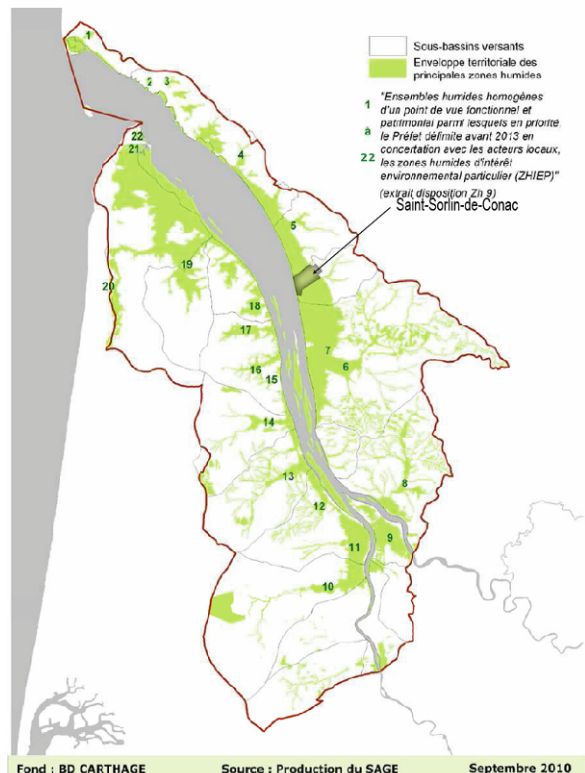 Sous-bassins versants
Enveloppe territoriale des
principales zones humides
1
à
22
"Ensembles humides homogènes
d'un point de vue fonctionnel et
patrimonial parmi lesquels en priorité,
le Préfet délimite avant 2013 en
concertation avec les acteurs locaux,
les zones humides d'intérêt
environnemental particulier (ZHIEP)"
(extrait disposition Zh 9)
Saint-Sorlin-de-Conac
1
2 3
4
22
21
5
19
20
18
17
7
6
16
15
14
13
8
12
11
9
10
Fond : BD CARTHAGE Source : Production du SAGE Septembre 2010